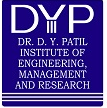 DYP
DR. D. Y. PATIL
INSTITUTE OF
ENGINEERING,
MANAGEMENT
AND RESEARCH